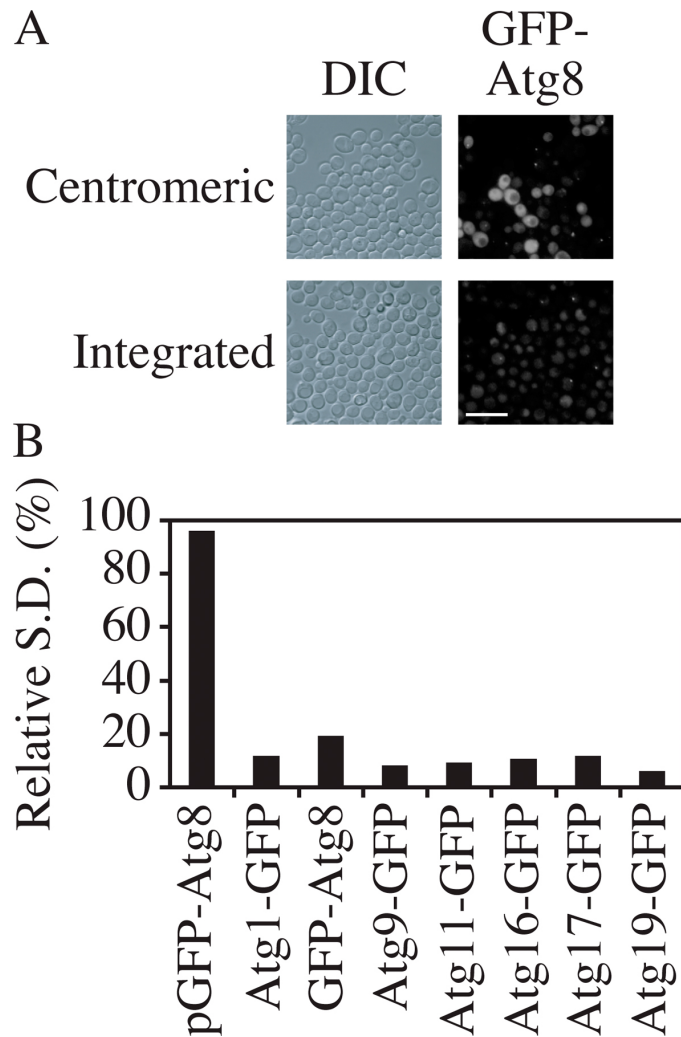 A
DIC
GFP-
Atg8
Centromeric
Integrated
B
Relative S.D. (%)
100
80
60
40
20
0
pGFP-Atg8
Atg1-GFP
GFP-Atg8
Atg9-GFP
Atg11-GFP
Atg16-GFP
Atg17-GFP
Atg19-GFP